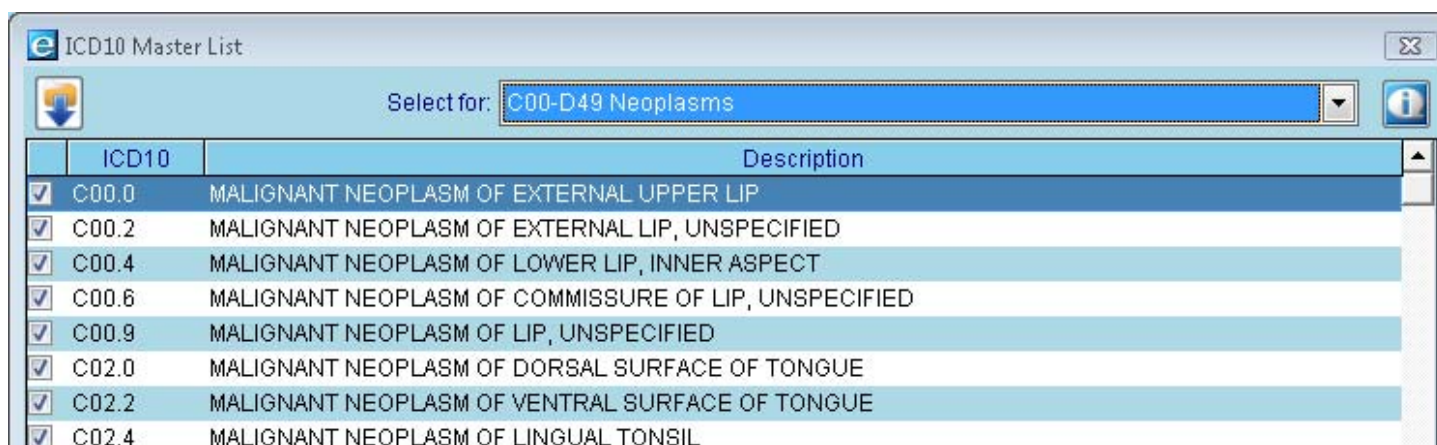 ICD10 Master List
Select for: C00-D49 Neoplasms
ICD10 Description
C00.0 MALIGNANT NEOPLASM OF EXTERNAL UPPER LIP
C00.2 MALIGNANT NEOPLASM OF EXTERNAL LIP, UNSPECIFIED
C00.4 MALIGNANT NEOPLASM OF LOWER LIP, INNER ASPECT
C00.6 MALIGNANT NEOPLASM OF COMMISSURE OF LIP, UNSPECIFIED
C00.9 MALIGNANT NEOPLASM OF LIP, UNSPECIFIED
C02.0 MALIGNANT NEOPLASM OF DORSAL SURFACE OF TONGUE
C02.2 MALIGNANT NEOPLASM OF VENTRAL SURFACE OF TONGUE
C02.4 MALIGNANT NEOPLASM OF LINGUAL TONSIL